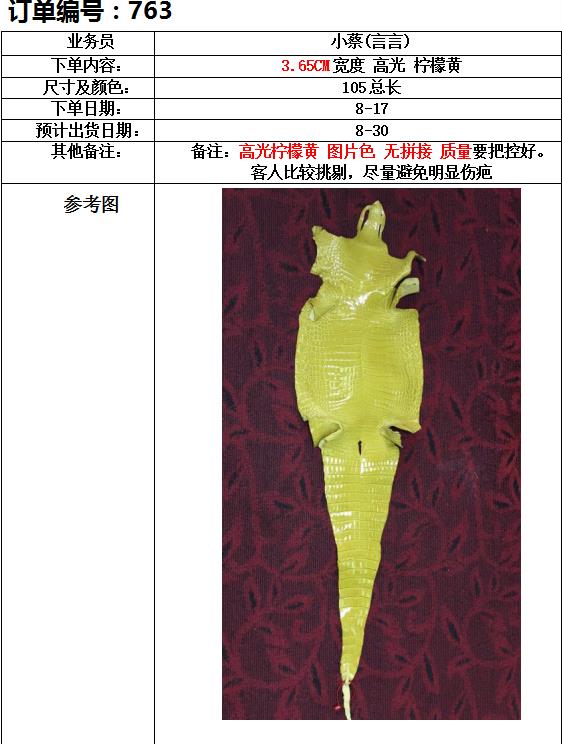 订单编号：763
业务员 小蔡(言言)
下单内容： 3.65CM宽度 高光 柠檬黄
尺寸及颜色： 105总长
下单日期： 8-17
预计出货日期： 8-30
其他备注： 备注：高光柠檬黄 图片色 无拼接 质量要把控好。
客人比较挑剔，尽量避免明显伤疤
参考图